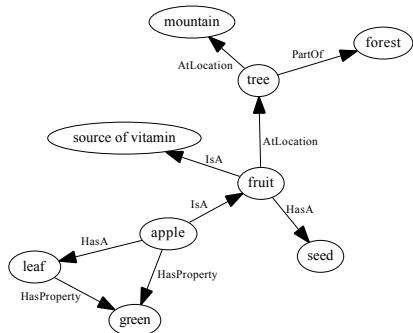 mountain
forest
PartOf
AtLocation
tree
source of vitamin
AtLocation
IsA
fruit
IsA
HasA
apple
HasA
seed
leaf
HasProperty
HasProperty
green